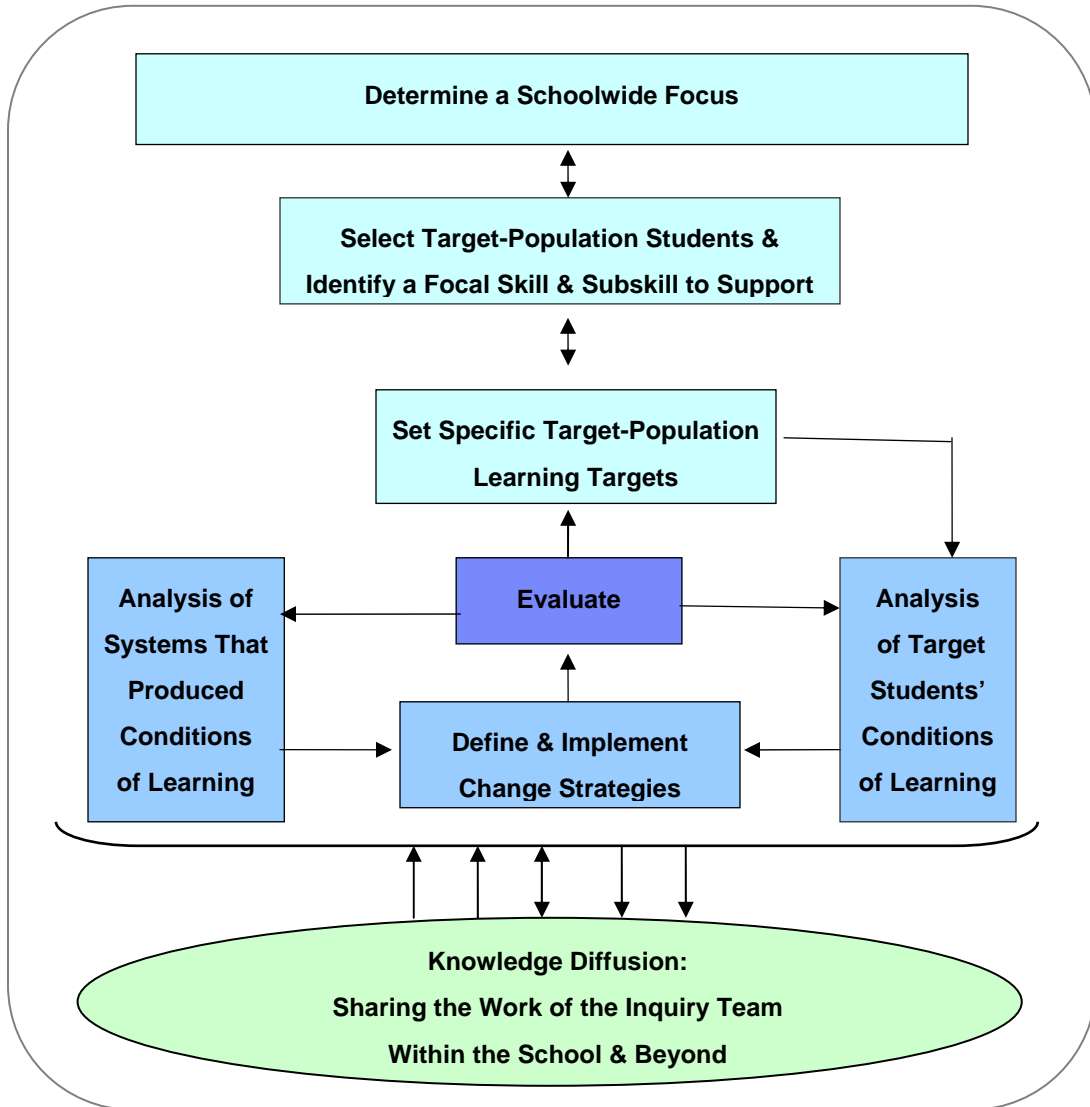 Determine a Schoolwide Focus
Select Target-Population Students &
Identify a Focal Skill & Subskill to Support
Set Specific Target-Population
Learning Targets
Analysis of
Systems That
Produced
Conditions
of Learning
Evaluate
Define & Implement
Change Strategies
Analysis
of Target
Students’
Conditions
of Learning
Knowledge Diffusion:
Sharing the Work of the Inquiry Team
Within the School & Beyond